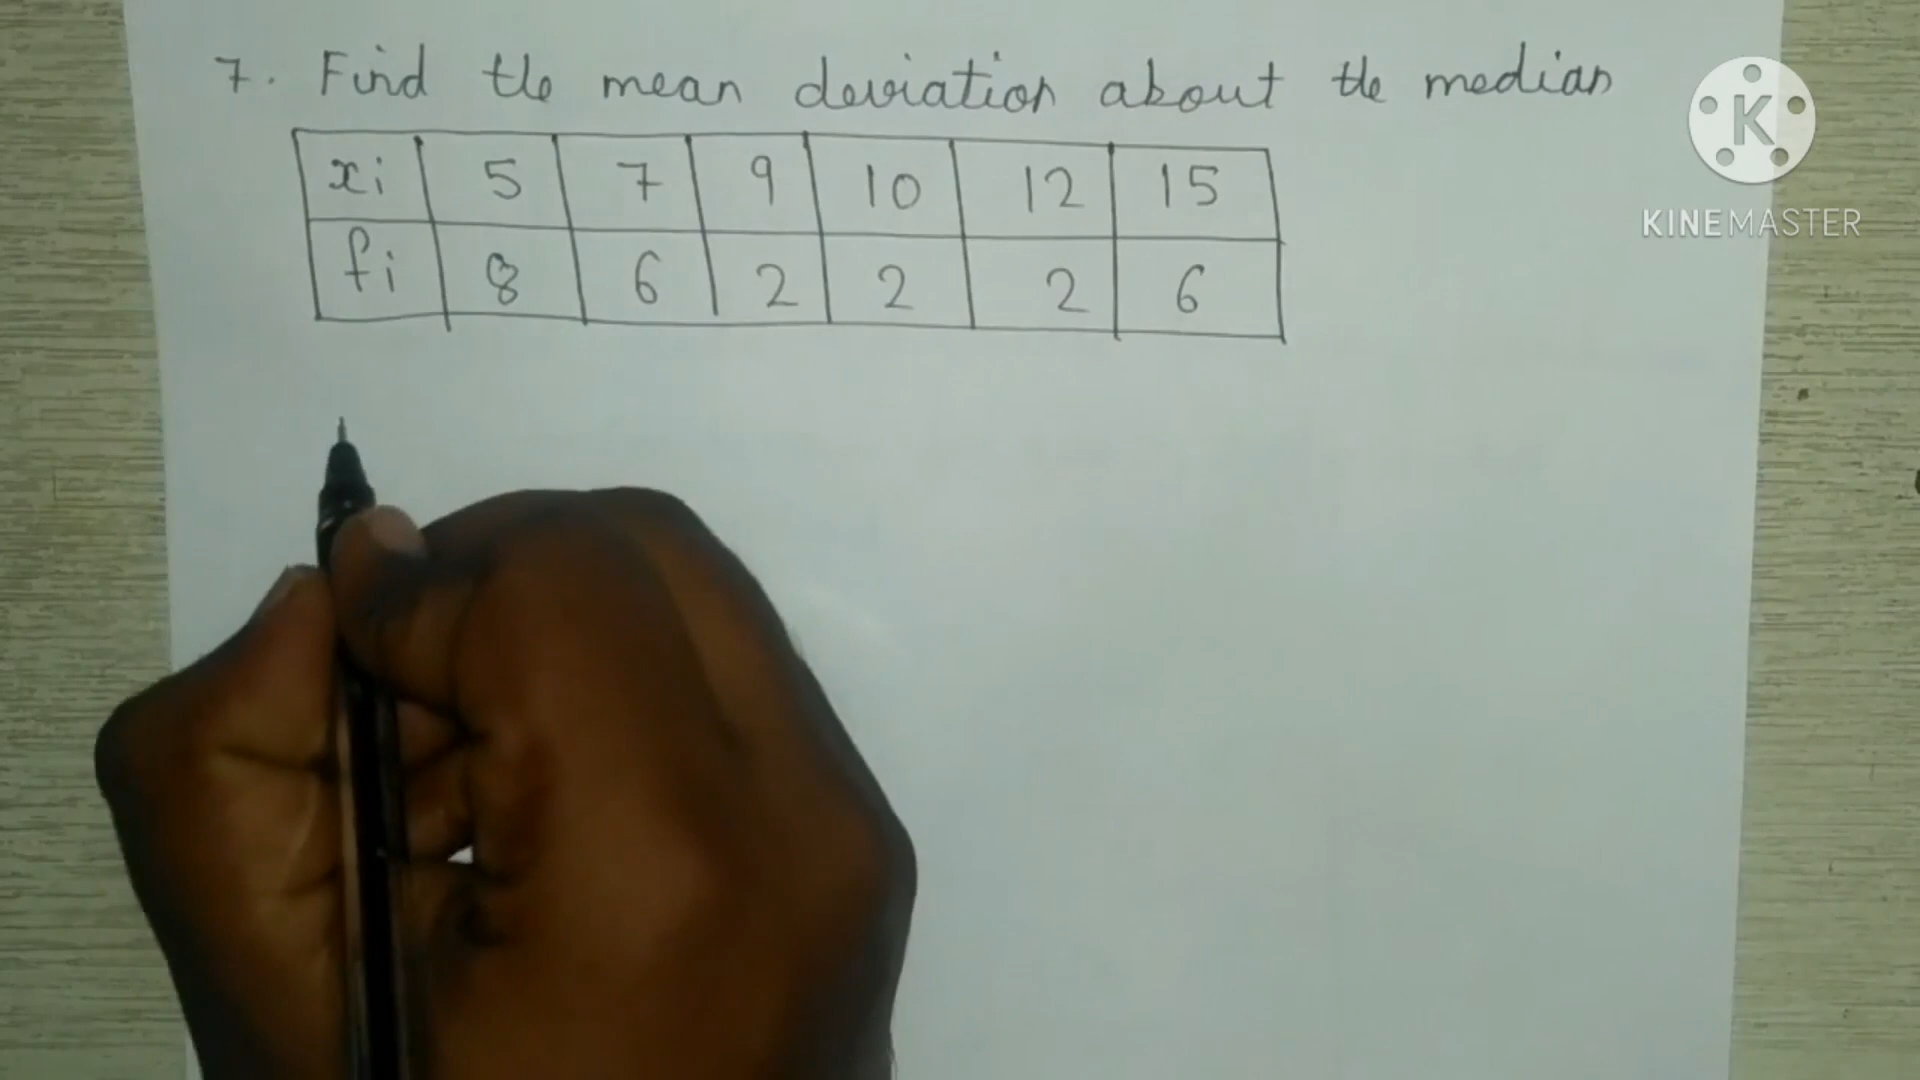 7. Find the mean deviation about the median
xi 5 7 9 10 12 15
fi 8 6 2 2 2 6
K
KINEMASTER